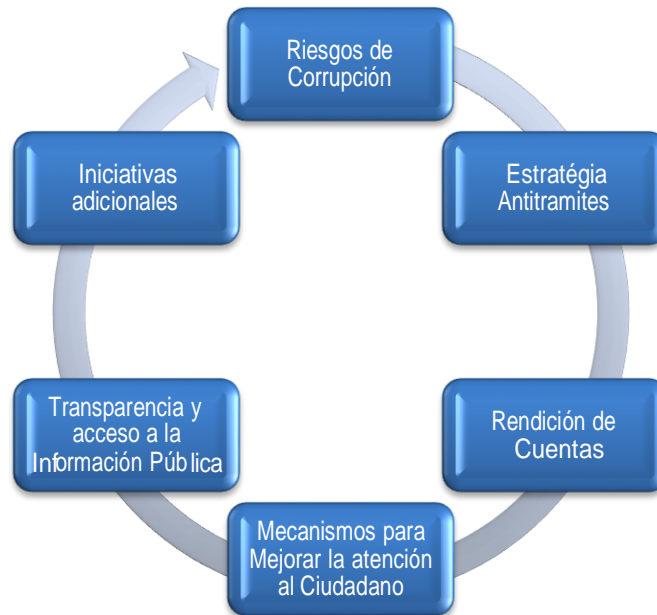 Riesgos de
Corrupción
Estratégia
Antitramites
Rendición de
Cuentas
Mecanismos para
Mejorar la atención
al Ciudadano
Transparencia y
acceso a la
Información Pública
Iniciativas
adicionales